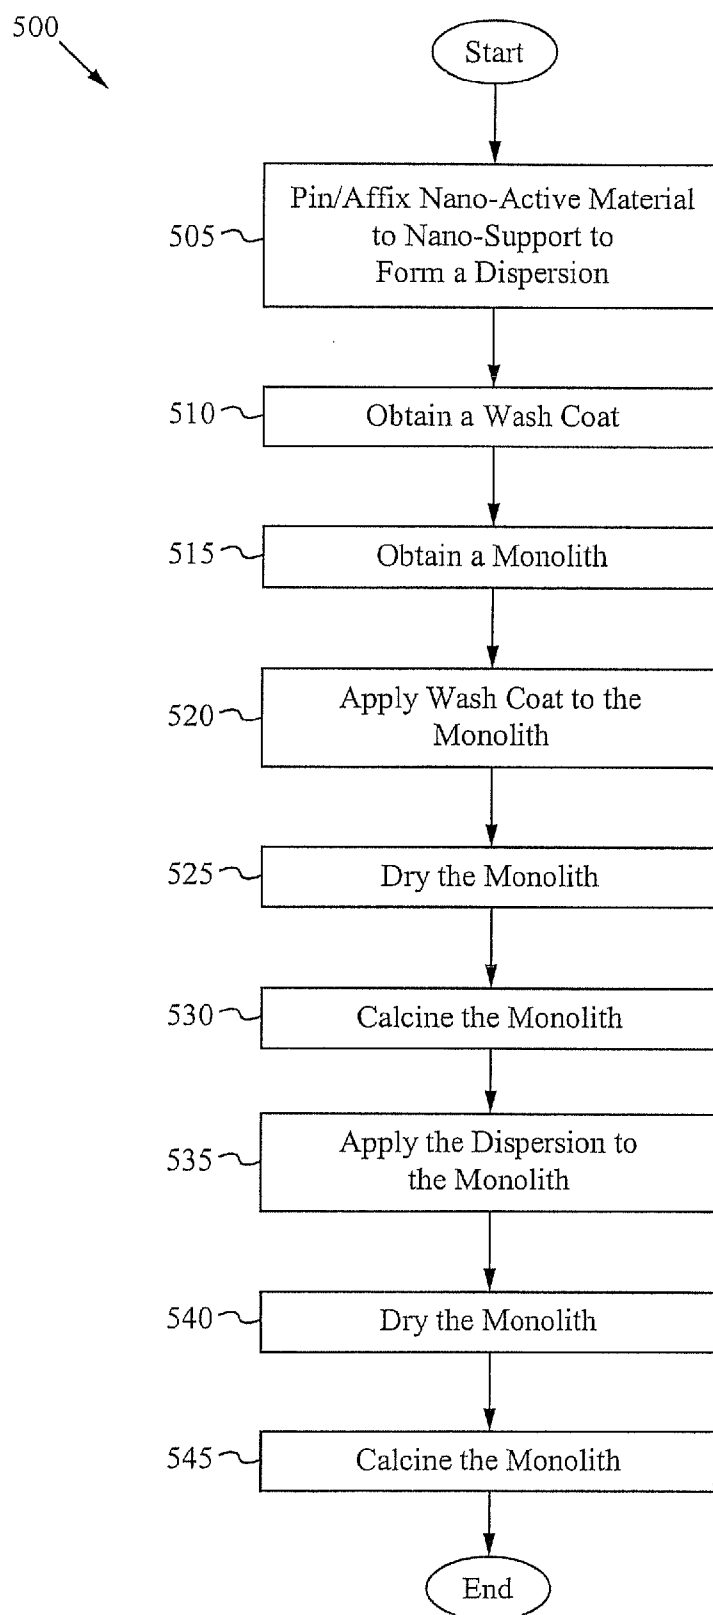 500
Start
505
Pin/Affix Nano-Active Material
to Nano-Support to
Form a Dispersion
510
Obtain a Wash Coat
515
Obtain a Monolith
520
Apply Wash Coat to the
Monolith
525
Dry the Monolith
530
Calcine the Monolith
535
Apply the Dispersion to
the Monolith
540
Dry the Monolith
545
Calcine the Monolith
End